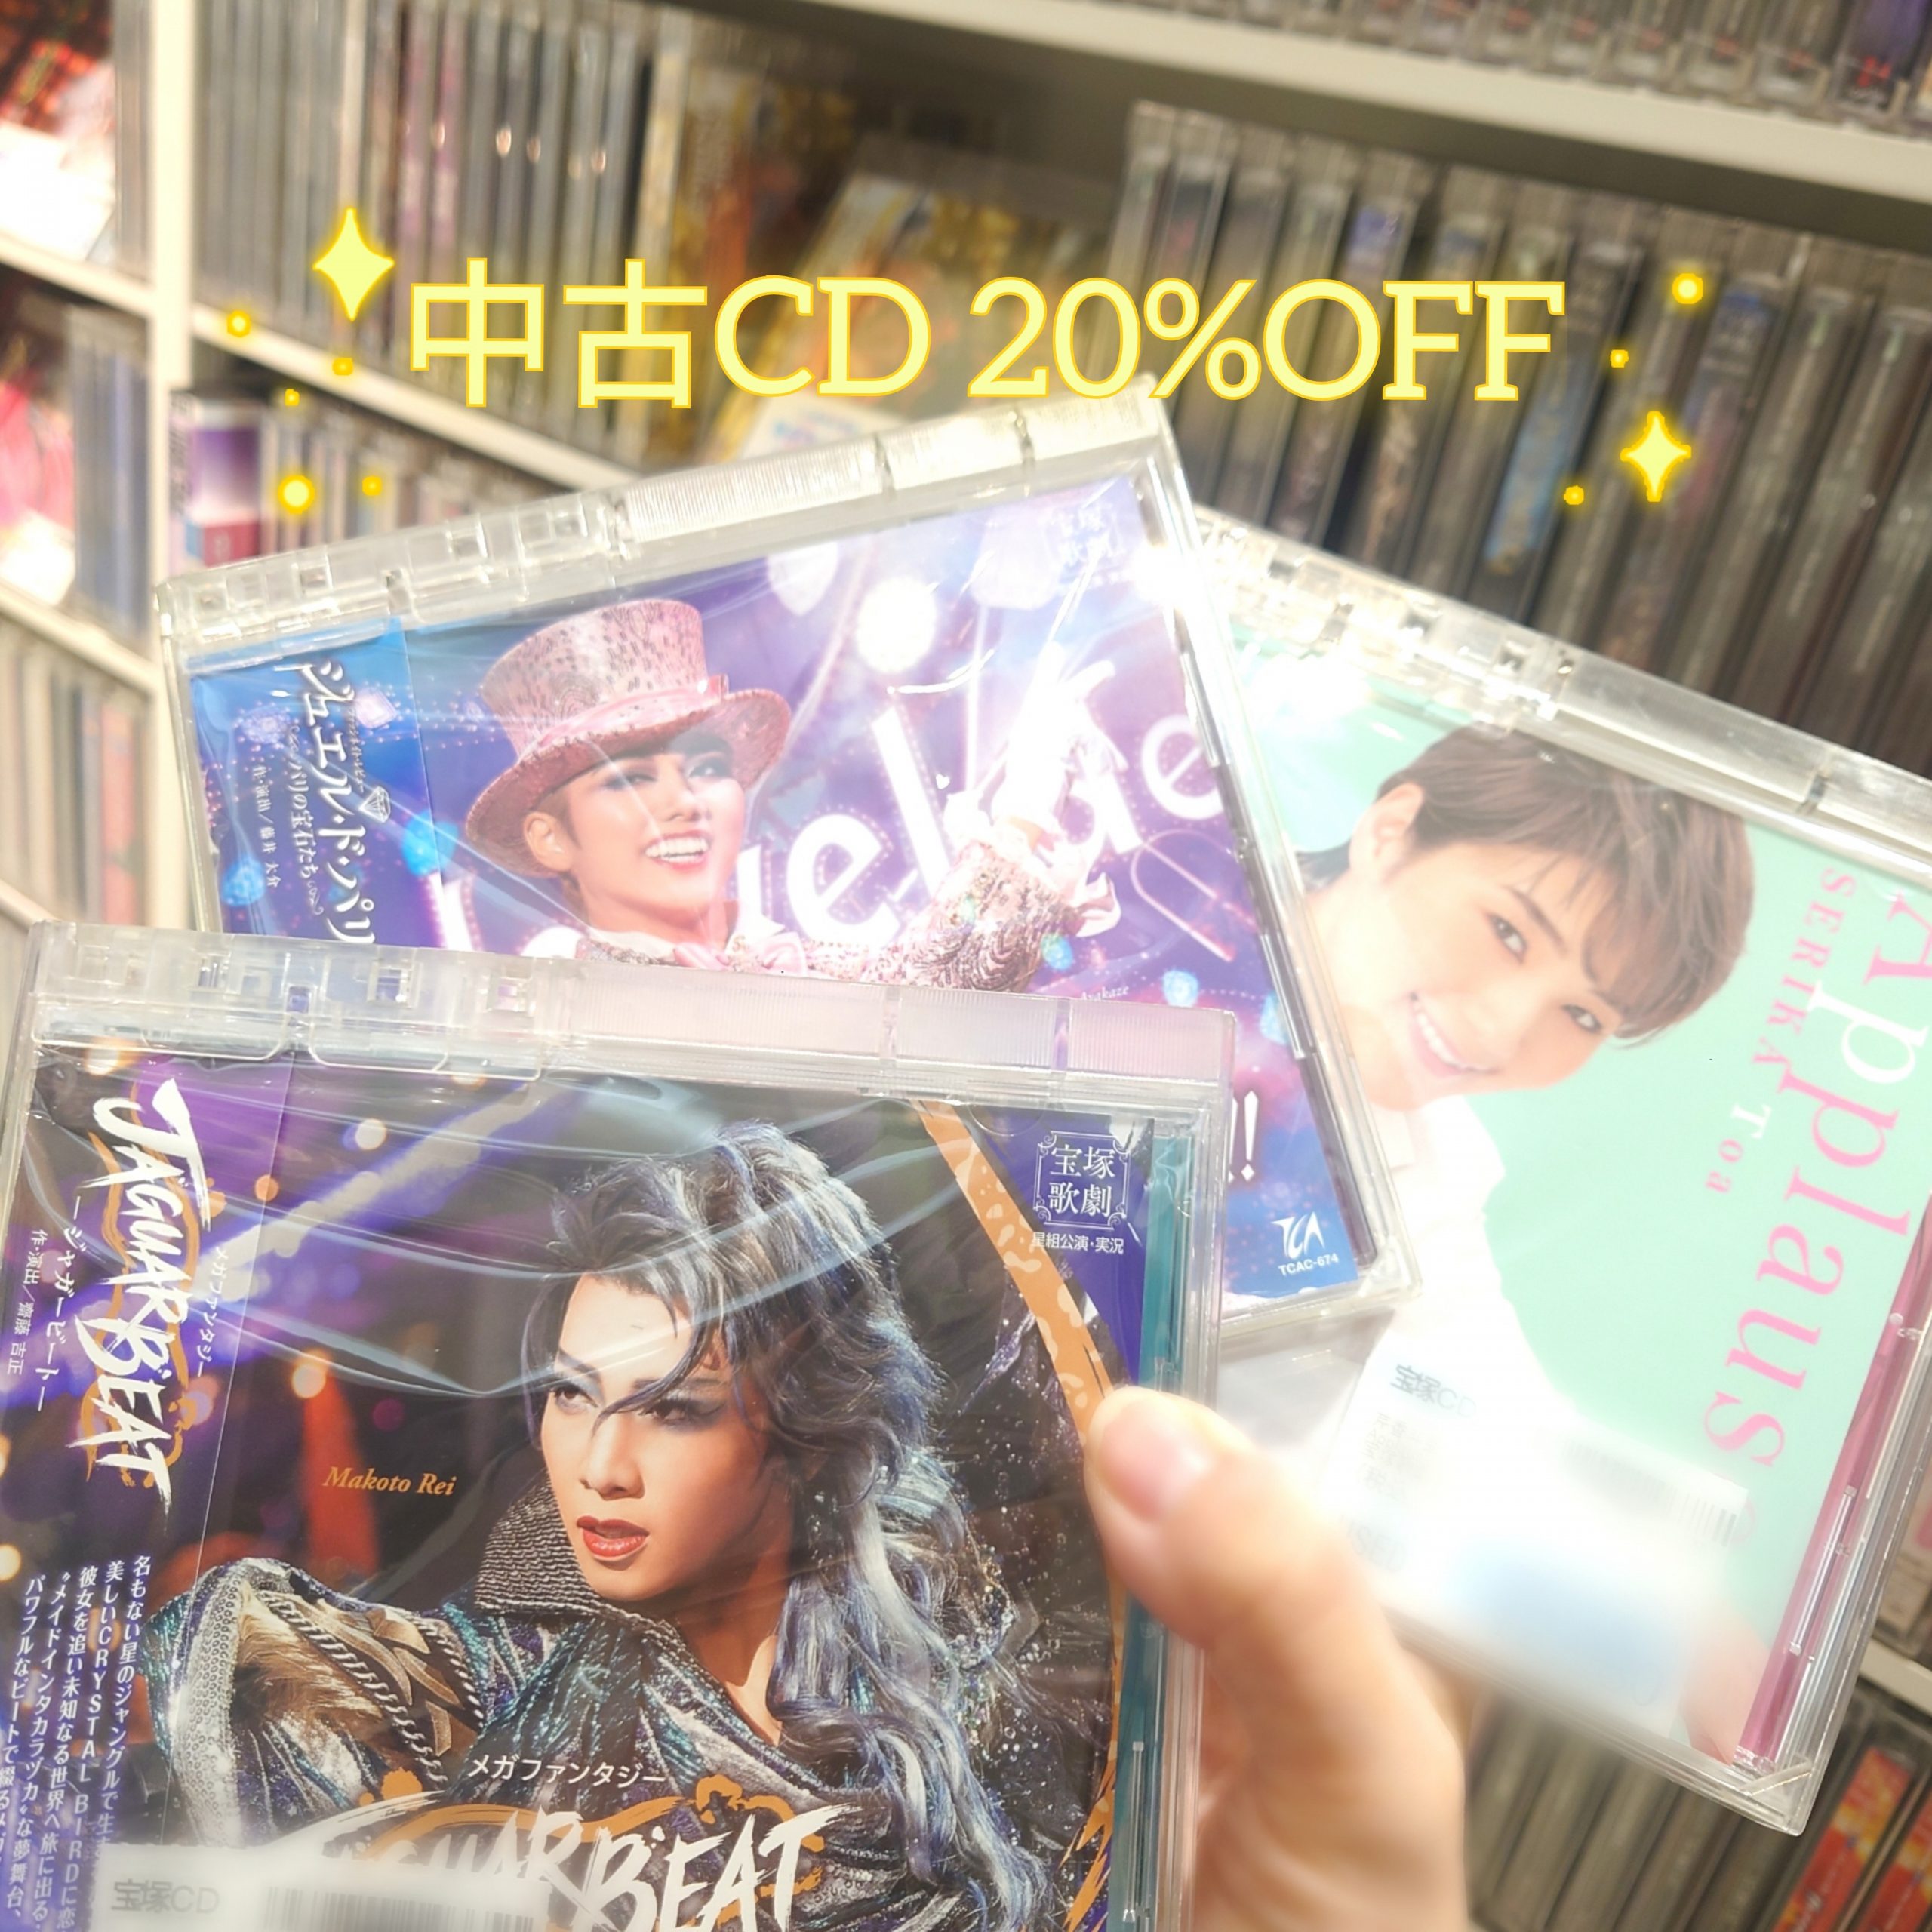 中古CD 20%OFF
宝塚
歌劇
ジュエル・ド・パリ
パリの宝石たち
作・演出/藤井 大介
!!
TCA
TCAC-674
Applause
SERIKA Toa
宝塚CD
JAGUAR BEAT
メガファンタジー
―ジャガービート―
作・演出/齋藤 吉正
Makoto Rei
宝塚
歌劇
星組公演・実況
名もない星のジャングルで生
美しいCRYSTAL BIRDに恋
彼女を追い未知なる世界へ旅に出る
〝メイドインタカラヅカ〟な夢舞台、
パワフルなビートで綴る
メガファンタジー
JAGUAR BEAT
宝塚CD